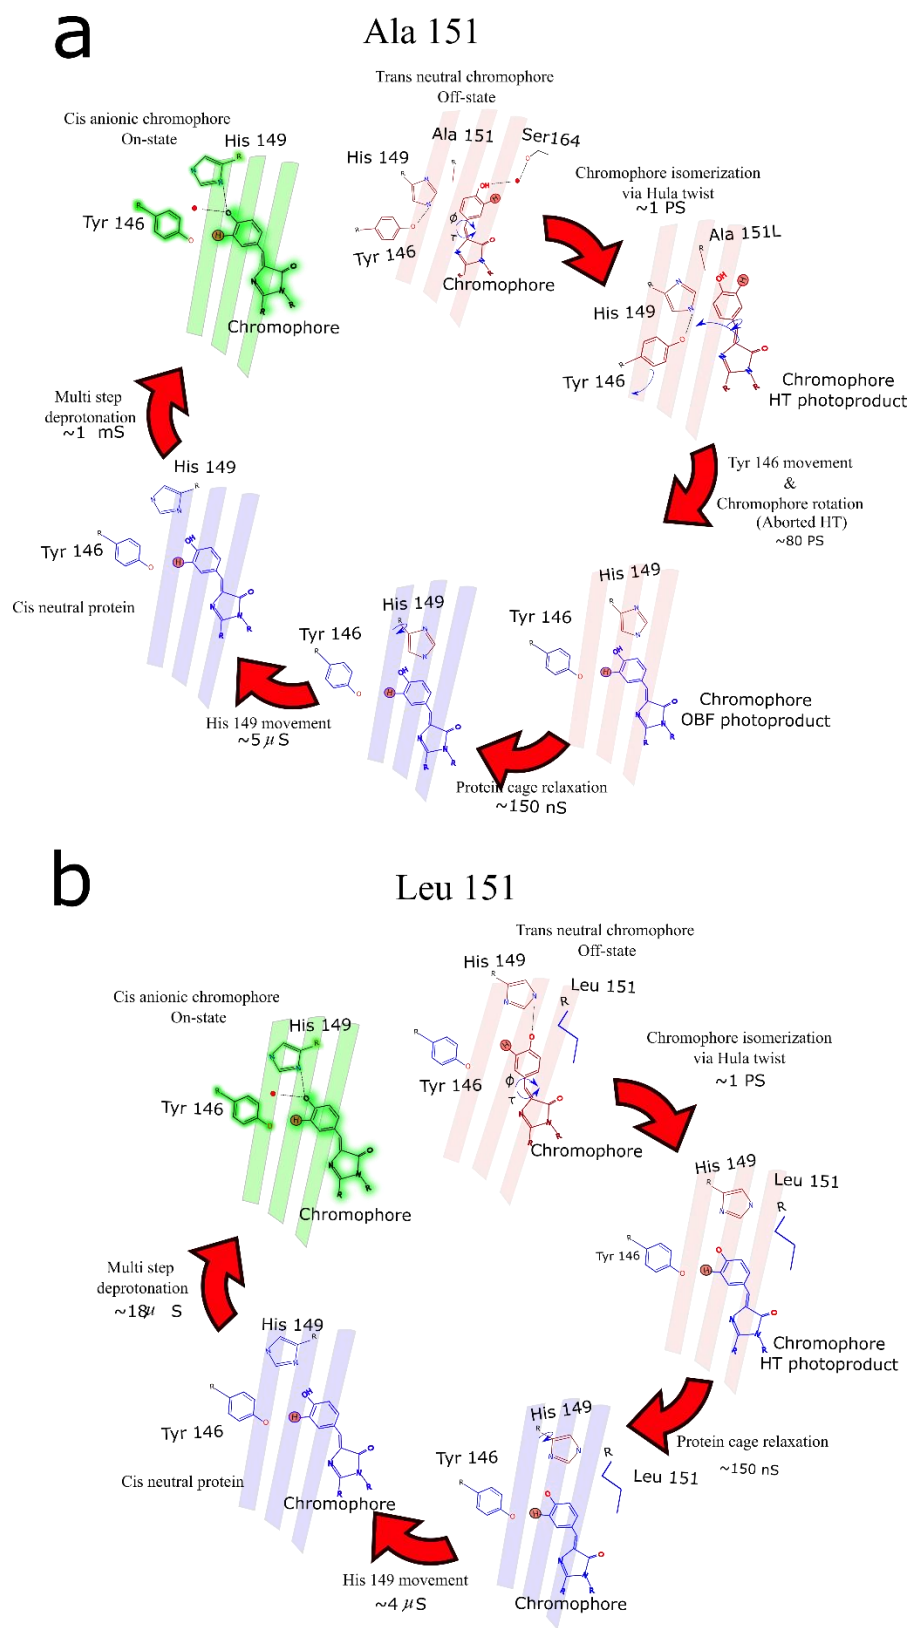 a
Ala 151
Trans neutral chromophore
Off-state
Cis anionic chromophore
On-state
His 149
Tyr 146
Chromophore
Ala 151
Ser164
His 149
Tyr 146
OH
H
ϕ
τ
N
O
N
R
R
Chromophore
Chromophore isomerization
via Hula twist
~1 PS
Ala 151L
R
OH
H
His 149
Tyr 146
Chromophore
HT photoproduct
Tyr 146 movement
&
Chromophore rotation
(Aborted HT)
~80 PS
His 149
Tyr 146
OH
H
Chromophore
OBF photoproduct
Protein cage relaxation
~150 nS
His 149
Tyr 146
OH
H
His 149 movement
~5 μ S
His 149
Tyr 146
OH
H
Cis neutral protein
Multi step
deprotonation
~1 mS
b
Leu 151
Trans neutral chromophore
Off-state
His 149
Leu 151
R
H
Tyr 146
ϕ
τ
Chromophore
Cis anionic chromophore
On-state
His 149
Tyr 146
H
Chromophore
Chromophore isomerization
via Hula twist
~1 PS
His 149
Leu 151
R
Tyr 146
H
Chromophore
HT photoproduct
Protein cage relaxation
~150 nS
His 149
Tyr 146
R
Leu 151
H
Chromophore
His 149 movement
~4 μ S
His 149
Tyr 146
OH
H
Cis neutral protein
Chromophore
Multi step
deprotonation
~18μ S